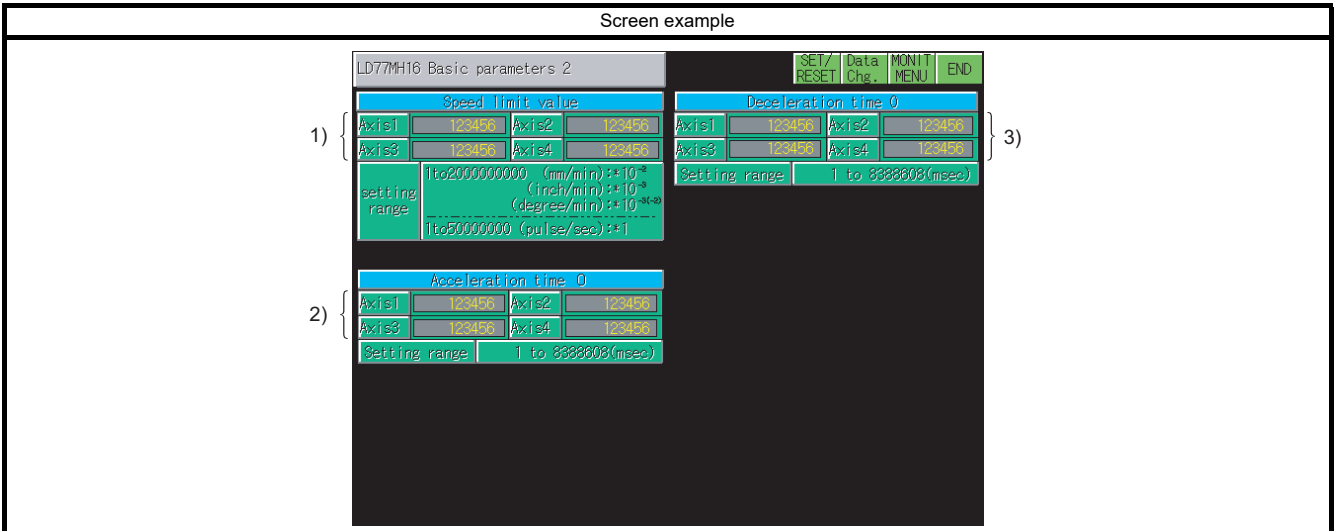 Screen example
LD77MH16 Basic parameters 2
SET/
RESET
Data
Chg.
MONIT
MENU
END
Speed limit value
1)
Axis1 123456 Axis2 123456
Axis3 123456 Axis4 123456
setting
range
1to2000000000 (mm/min):*10⁻²
(inch/min):*10⁻³
(degree/min):*10⁻³⁽⁻²⁾
1to50000000 (pulse/sec):*1
Acceleration time 0
2)
Axis1 123456 Axis2 123456
Axis3 123456 Axis4 123456
Setting range 1 to 8388608(msec)
Deceleration time 0
Axis1 123456 Axis2 123456
Axis3 123456 Axis4 123456
3)
Setting range 1 to 8388608(msec)